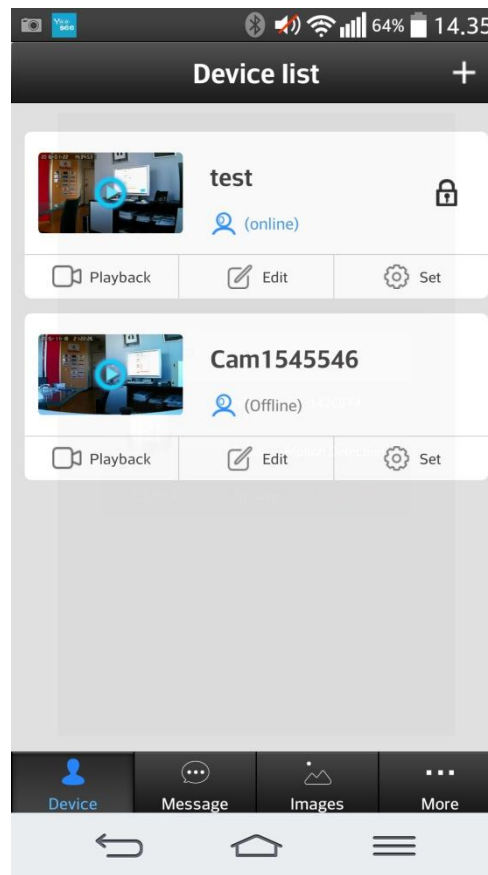 64% 14.35
Device list +
test
(online)
Playback Edit Set
Cam1545546
(Offline)
Playback Edit Set
Device Message Images More